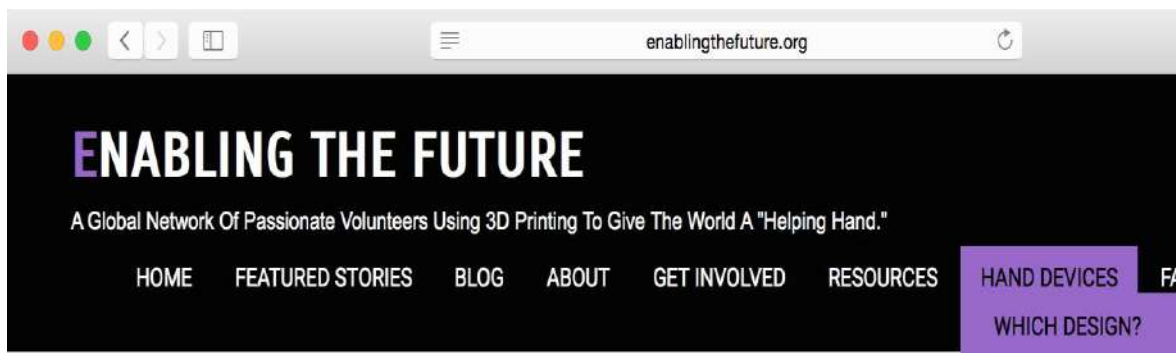 enablingthefuture.org
ENABLING THE FUTURE
A Global Network Of Passionate Volunteers Using 3D Printing To Give The World A "Helping Hand."
HOME FEATURED STORIES BLOG ABOUT GET INVOLVED RESOURCES HAND DEVICES FA
WHICH DESIGN?